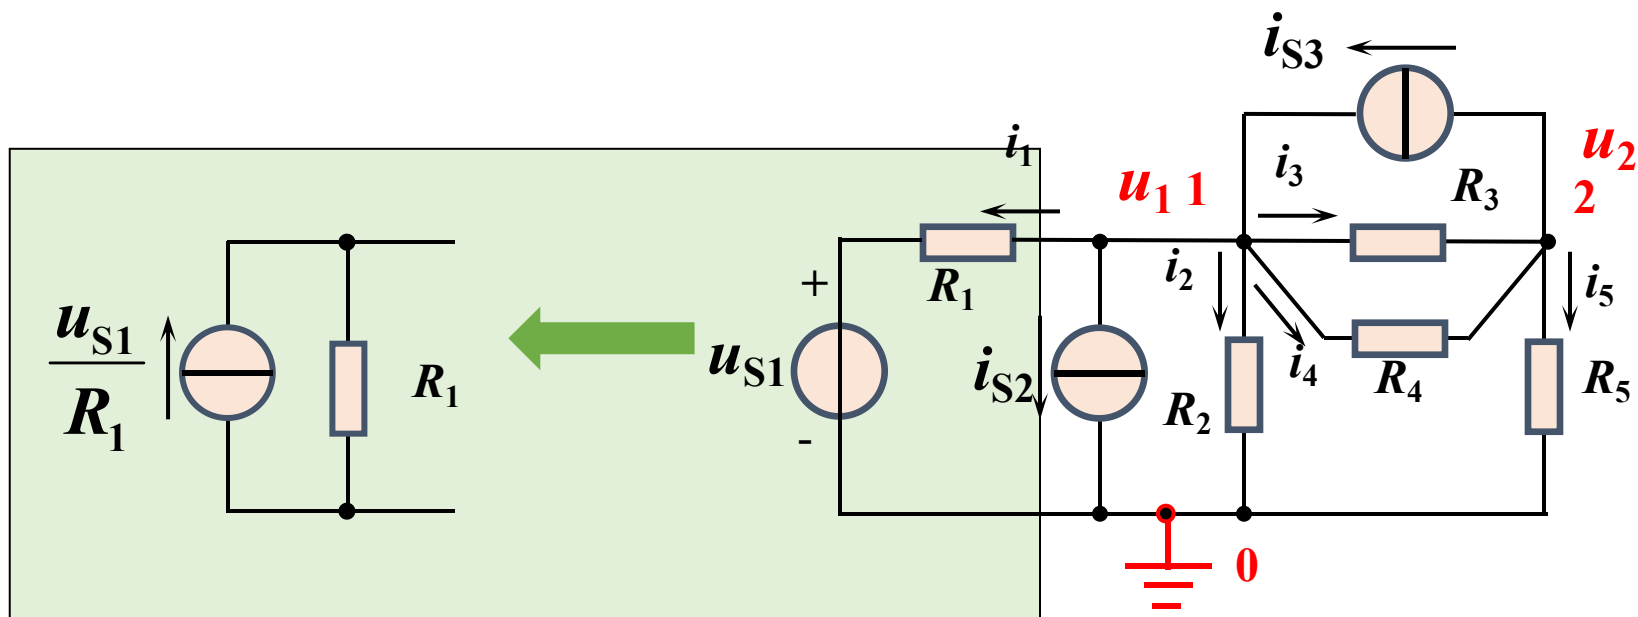 iS3
i1
u1 1
i3
R3
u2
2
uS1
R1
R1
+
uS1
-
R1
iS2
i2
R2
i4
R4
i5
R5
0